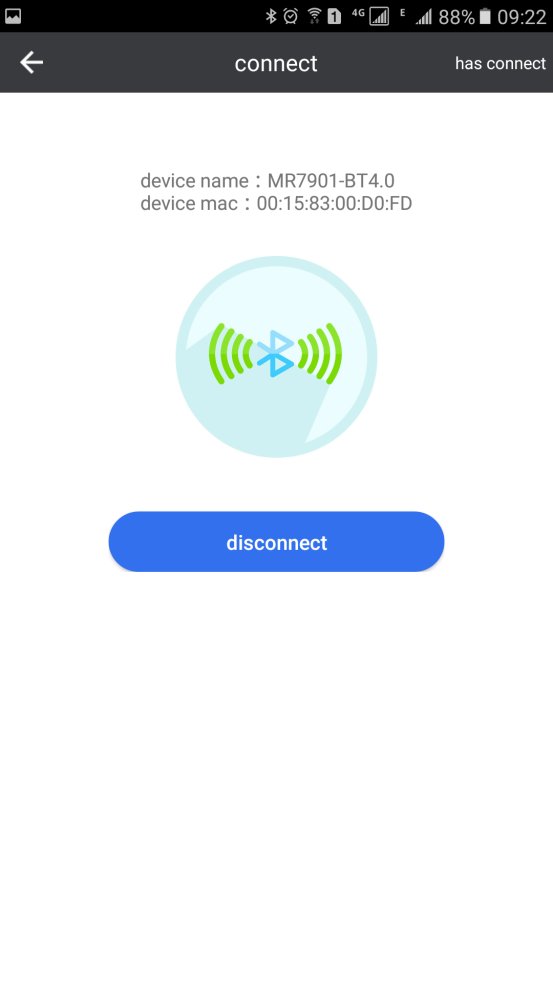 4G E 88% 09:22
connect has connect
device name：MR7901-BT4.0
device mac：00:15:83:00:D0:FD
disconnect